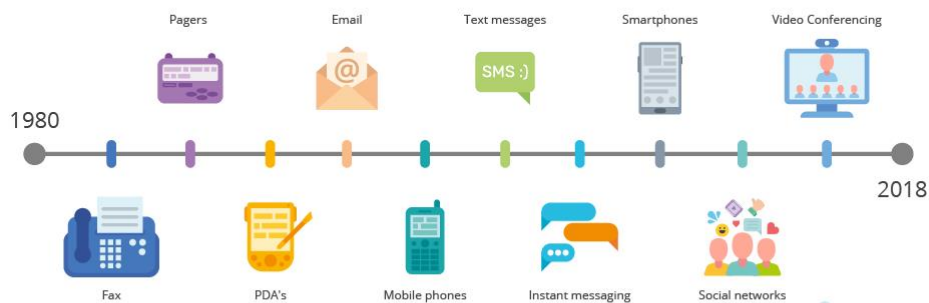 Pagers
Email
Text messages
Smartphones
Video Conferencing
@
SMS :)
1980
2018
Fax
PDA's
Mobile phones
Instant messaging
Social networks